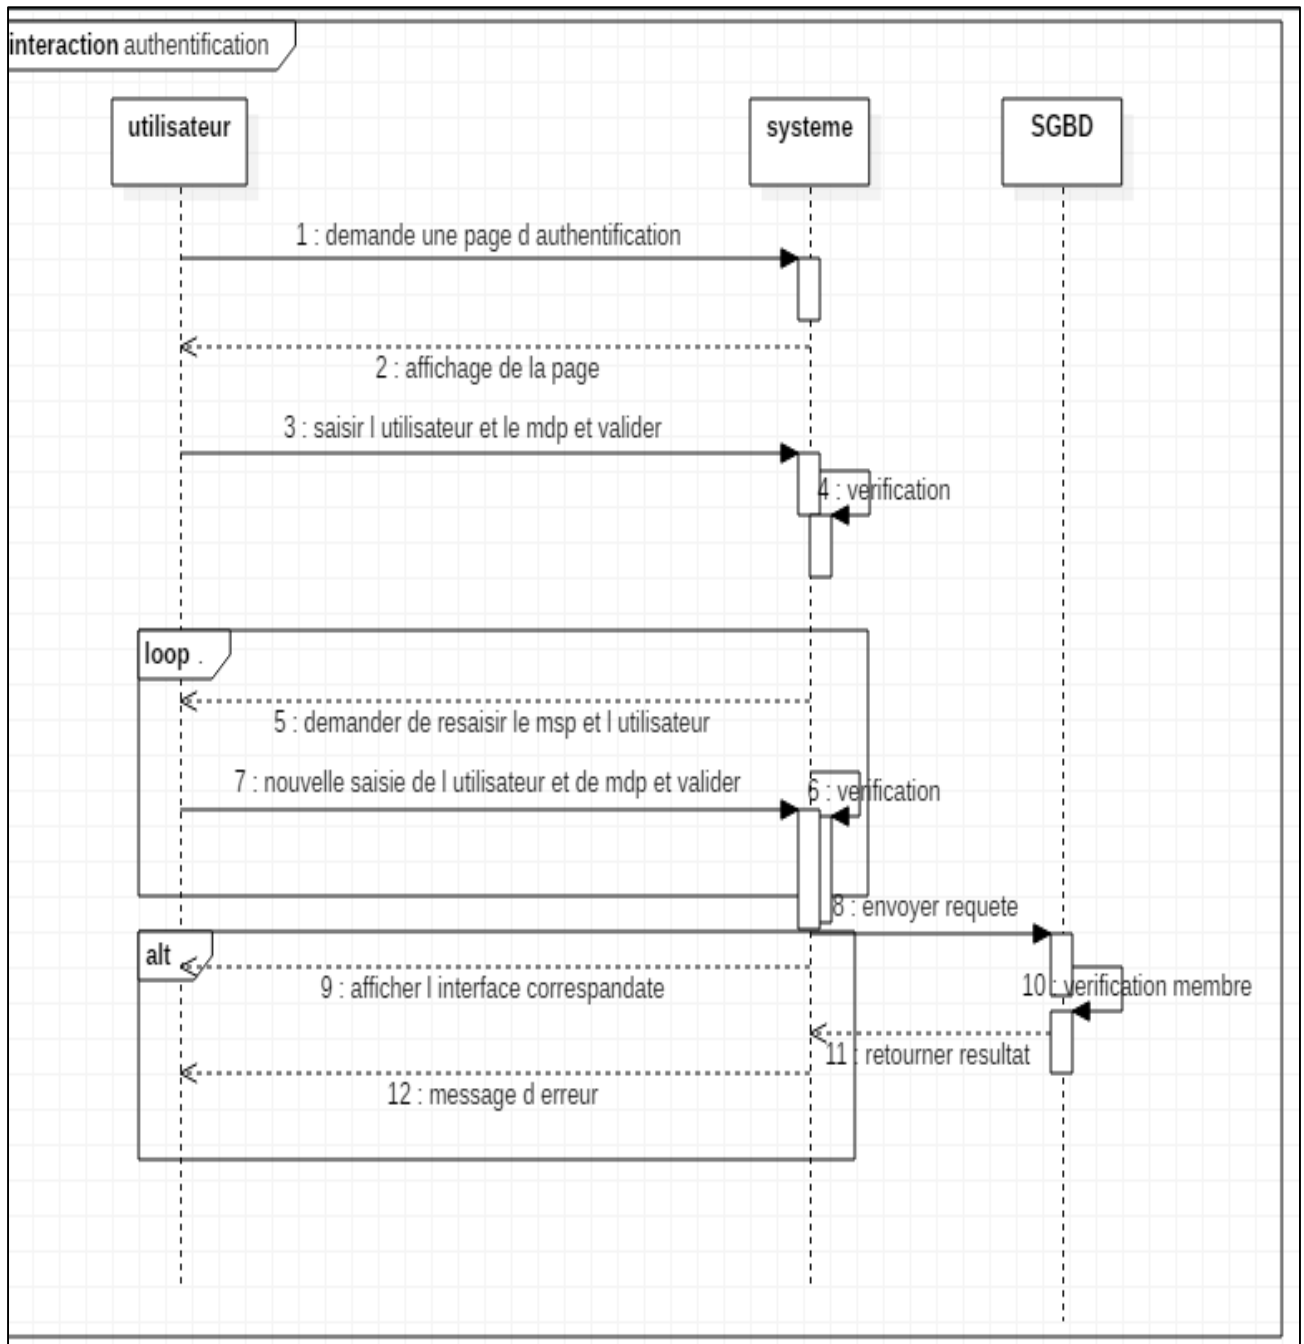 interaction authentification
utilisateur
systeme
SGBD
1 : demande une page d authentification
2 : affichage de la page
3 : saisir l utilisateur et le mdp et valider
4 : verification
loop .
5 : demander de resaisir le msp et l utilisateur
7 : nouvelle saisie de l utilisateur et de mdp et valider
6 : verification
8 : envoyer requete
alt
9 : afficher l interface correspandate
10 : verification membre
11 : retourner resultat
12 : message d erreur